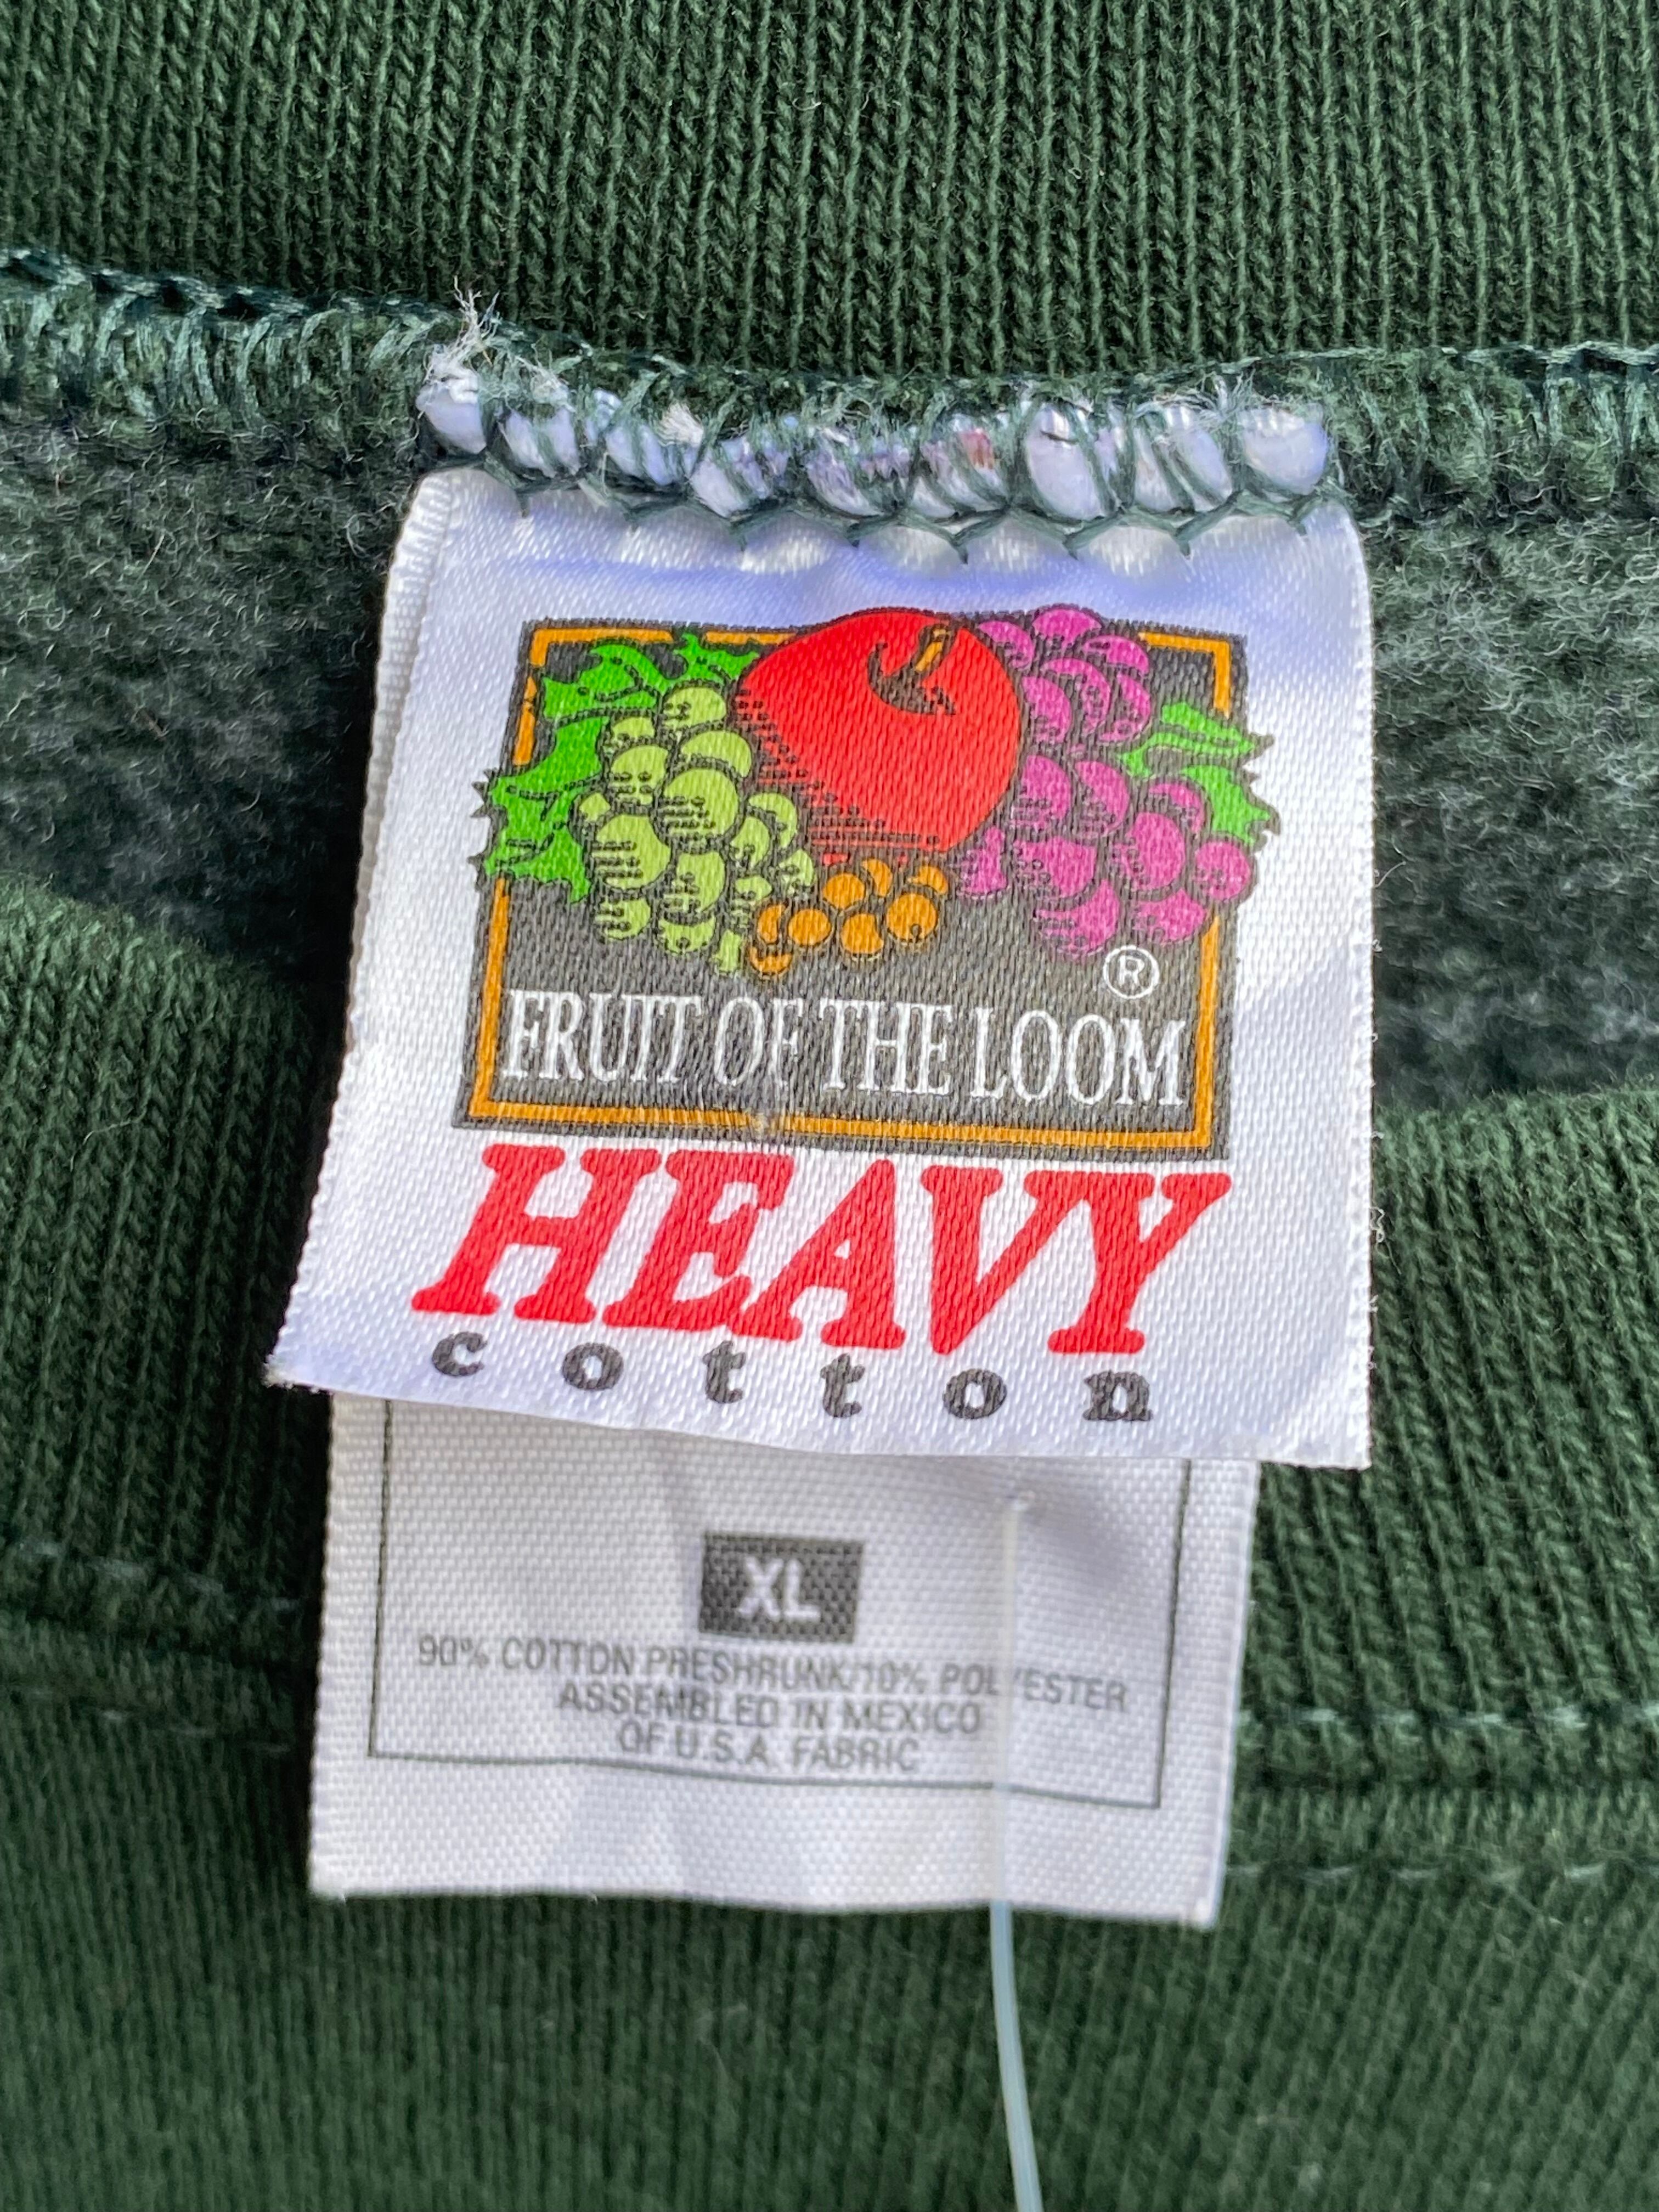 ®
FRUIT OF THE LOOM
HEAVY
cotton
XL
90% COTTON PRESHRUNK/10% POLYESTER
ASSEMBLED IN MEXICO
OF U.S.A. FABRIC